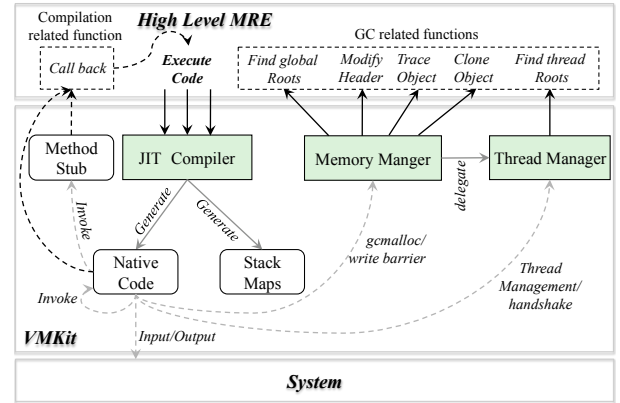 Compilation
related function
High Level MRE
GC related functions
Call back
Execute
Code
Find global
Roots
Modify
Header
Trace
Object
Clone
Object
Find thread
Roots
Method
Stub
JIT Compiler
Memory Manger
Thread Manager
delegate
Invoke
Generate
Generate
gcmalloc/
write barrier
Native
Code
Stack
Maps
Thread
Management/
handshake
Invoke
Input/Output
VMKit
System